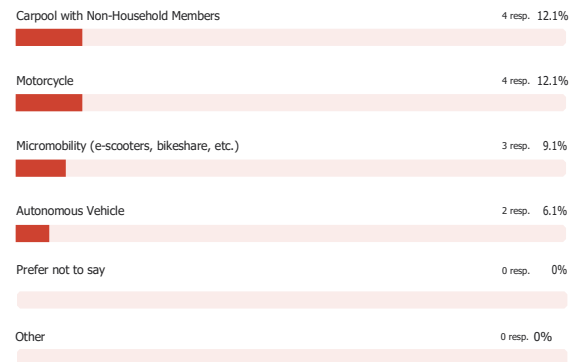 Carpool with Non-Household Members 4 resp. 12.1%
Motorcycle 4 resp. 12.1%
Micromobility (e-scooters, bikeshare, etc.) 3 resp. 9.1%
Autonomous Vehicle 2 resp. 6.1%
Prefer not to say 0 resp. 0%
Other 0 resp. 0%